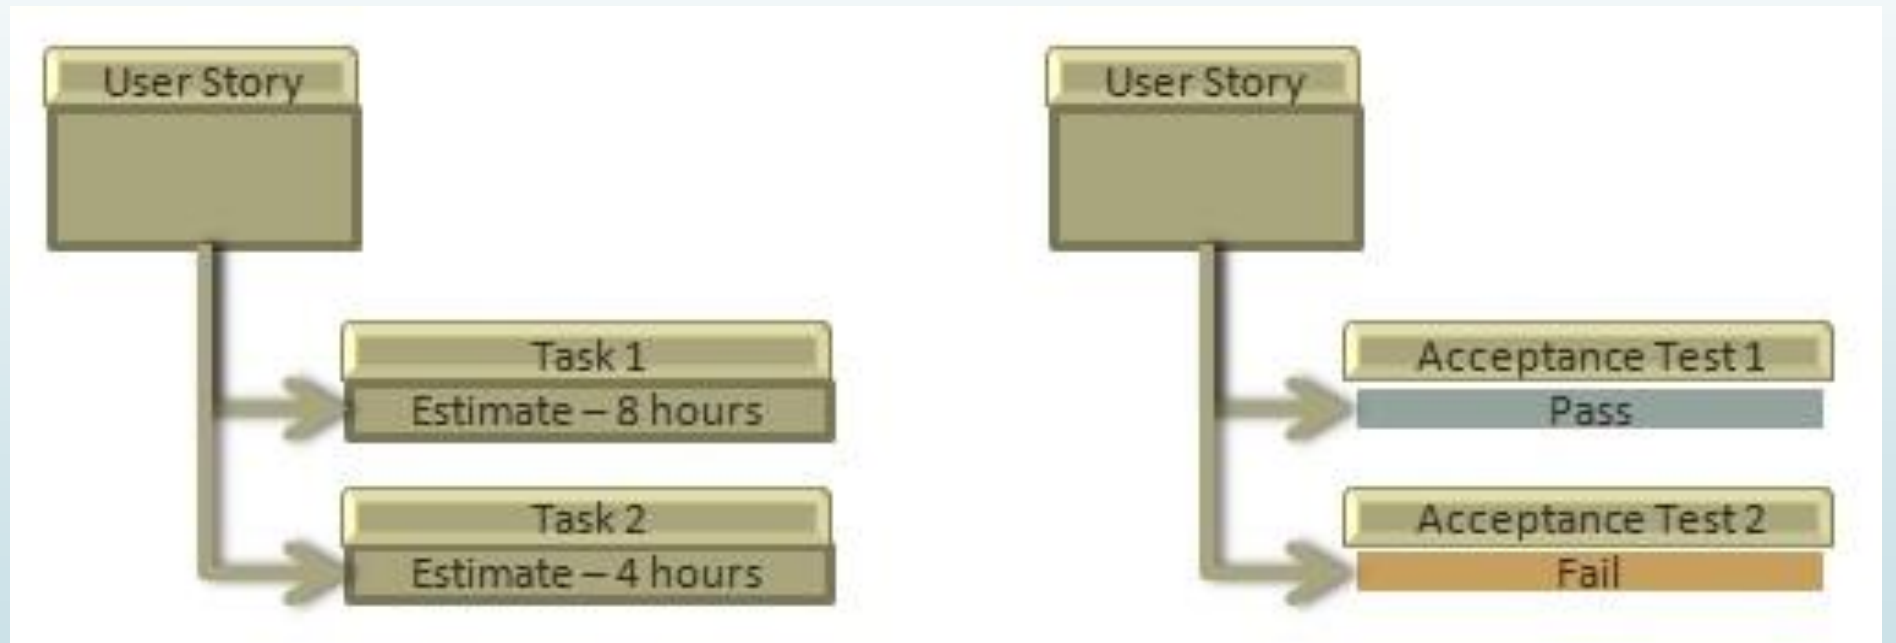 User Story
Task 1
Estimate – 8 hours
Task 2
Estimate – 4 hours
User Story
Acceptance Test 1
Pass
Acceptance Test 2
Fail